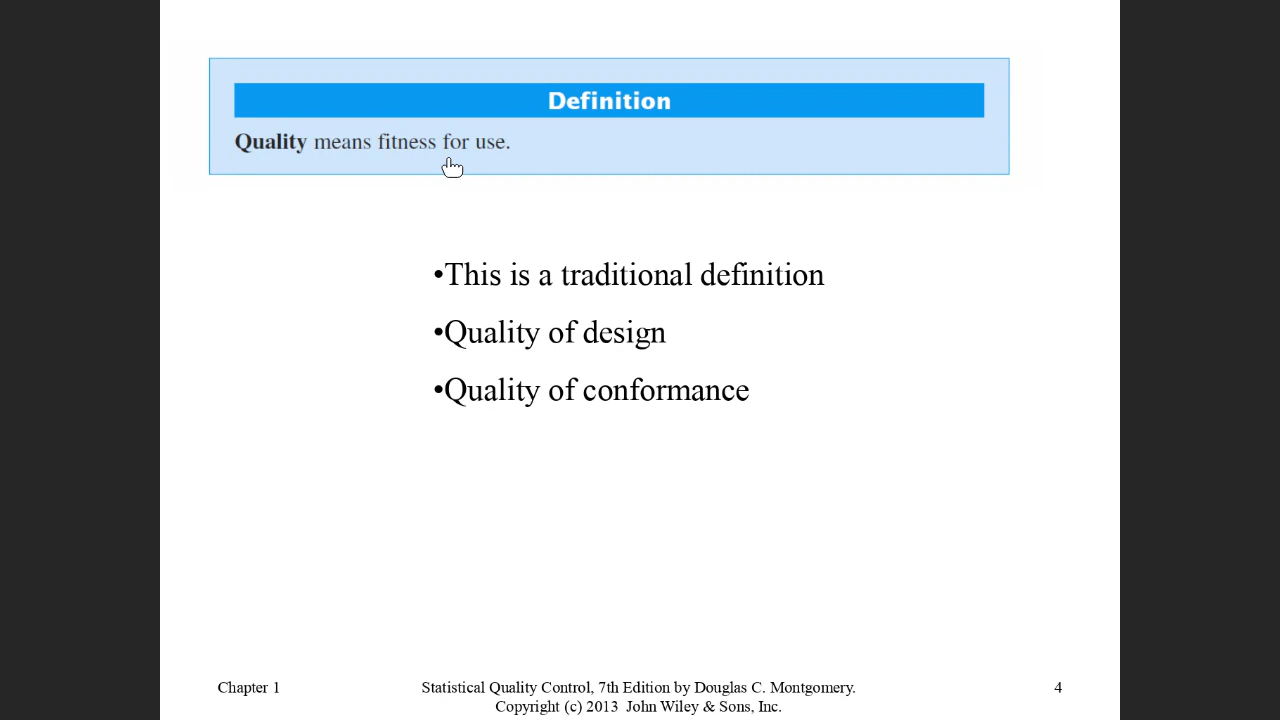 Definition
Quality means fitness for use.
•This is a traditional definition
•Quality of design
•Quality of conformance
Chapter 1
Statistical Quality Control, 7th Edition by Douglas C. Montgomery.
Copyright (c) 2013  John Wiley & Sons, Inc.
4